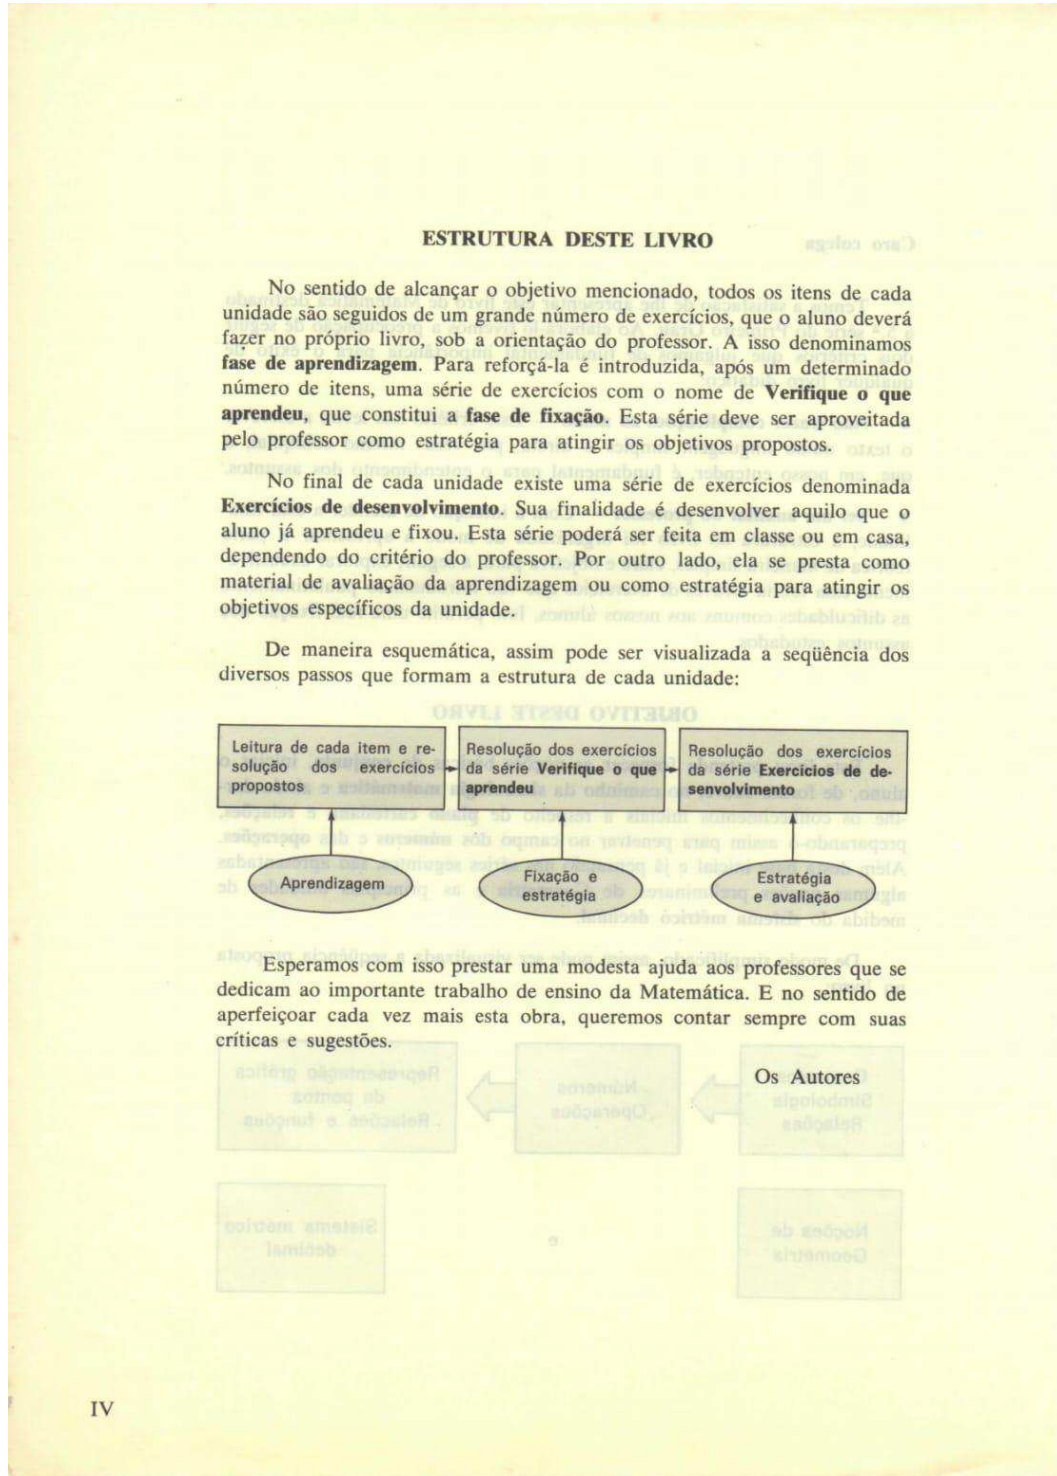 ESTRUTURA DESTE LIVRO
No sentido de alcançar o objetivo mencionado, todos os itens de cada
unidade são seguidos de um grande número de exercícios, que o aluno deverá
fazer no próprio livro, sob a orientação do professor. A isso denominamos
fase de aprendizagem. Para reforçá-la é introduzida, após um determinado
número de itens, uma série de exercícios com o nome de Verifique o que
aprendeu, que constitui a fase de fixação. Esta série deve ser aproveitada
pelo professor como estratégia para atingir os objetivos propostos.
No final de cada unidade existe uma série de exercícios denominada
Exercícios de desenvolvimento. Sua finalidade é desenvolver aquilo que o
aluno já aprendeu e fixou. Esta série poderá ser feita em classe ou em casa,
dependendo do critério do professor. Por outro lado, ela se presta como
material de avaliação da aprendizagem ou como estratégia para atingir os
objetivos específicos da unidade.
De maneira esquemática, assim pode ser visualizada a seqüência dos
diversos passos que formam a estrutura de cada unidade:
Leitura de cada item e re-
solução dos exercícios
propostos
Resolução dos exercícios
da série Verifique o que
aprendeu
Resolução dos exercícios
da série Exercícios de de-
senvolvimento
Aprendizagem
Fixação e
estratégia
Estratégia
e avaliação
Esperamos com isso prestar uma modesta ajuda aos professores que se
dedicam ao importante trabalho de ensino da Matemática. E no sentido de
aperfeiçoar cada vez mais esta obra, queremos contar sempre com suas
críticas e sugestões.
Os Autores
IV